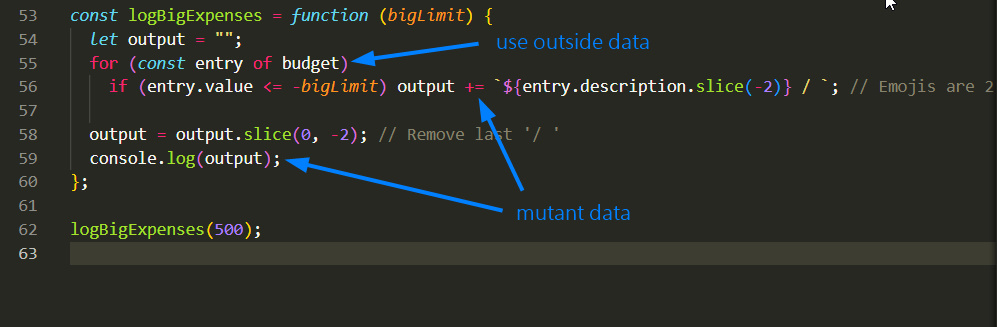 53 const logBigExpenses = function (bigLimit) {
54 let output = "";
use outside data
55 for (const entry of budget)
56 if (entry.value <= -bigLimit) output += `${entry.description.slice(-2)} / `; // Emojis are 2
57
58 output = output.slice(0, -2); // Remove last '/ '
59 console.log(output);
60 };
61
mutant data
62 logBigExpenses(500);
63